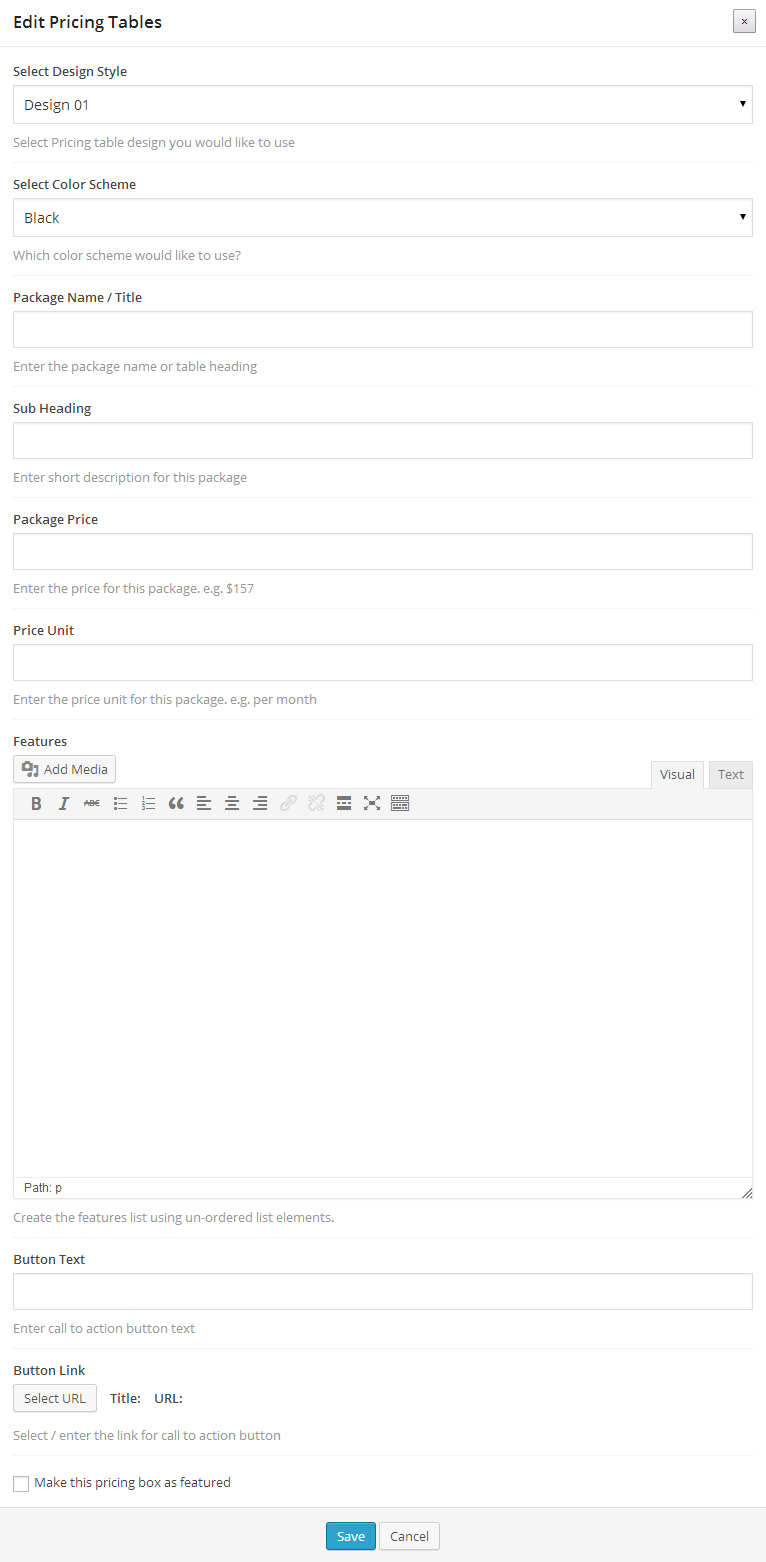 Edit Pricing Tables
×
Select Design Style
Design 01
Select Pricing table design you would like to use
Select Color Scheme
Black
Which color scheme would like to use?
Package Name / Title
Enter the package name or table heading
Sub Heading
Enter short description for this package
Package Price
Enter the price for this package. e.g. $157
Price Unit
Enter the price unit for this package. e.g. per month
Features
Add Media
Visual Text
B I ABC
Path: p
Create the features list using un-ordered list elements.
Button Text
Enter call to action button text
Button Link
Select URL Title: URL:
Select / enter the link for call to action button
Make this pricing box as featured
Save Cancel